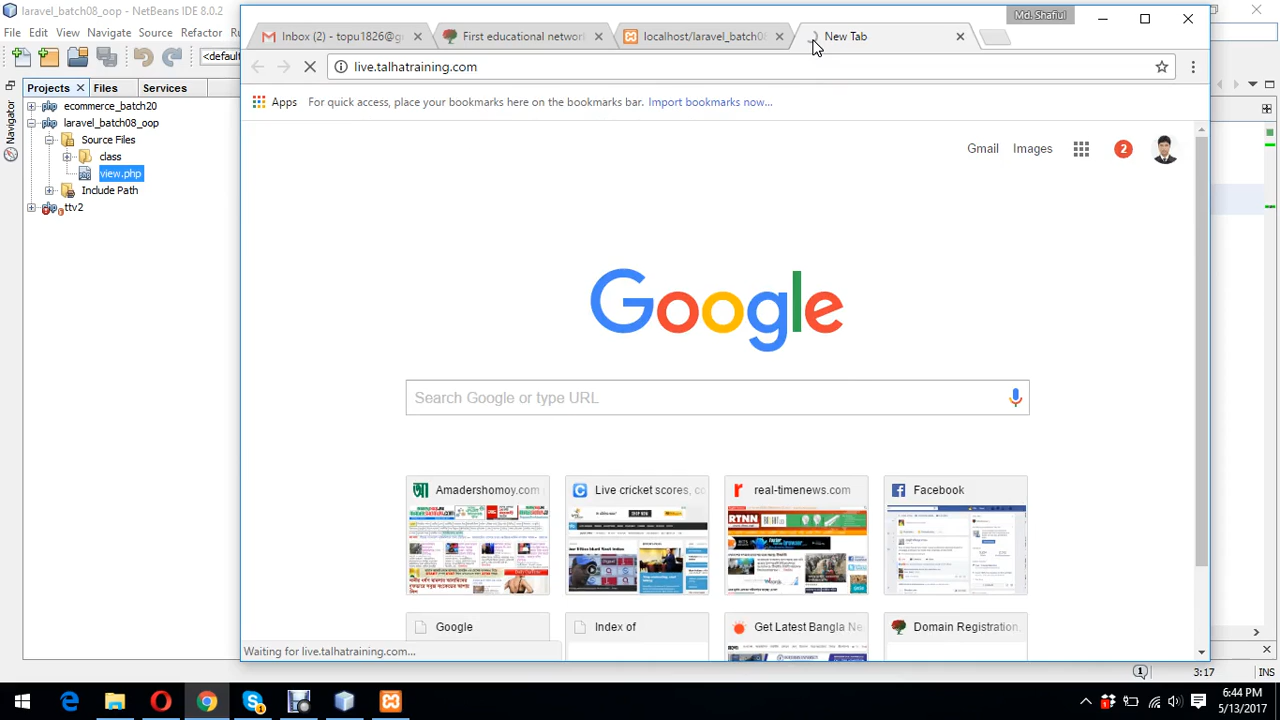 laravel_batch08_oop - NetBeans IDE 8.0.2
Md. Shafiul
File Edit View Navigate Source Refactor
Inbox (2) - topu1826@g
First educational network
localhost/laravel_batch08
New Tab
live.talhatraining.com
<default
Projects Files Services
Apps For quick access, place your bookmarks here on the bookmarks bar. Import bookmarks now...
Navigator
ecommerce_batch20
laravel_batch08_oop
Source Files
class
view.php
Include Path
ttv2
Gmail Images 2
Google
Search Google or type URL
Amadershomoy.com
Live cricket scores, co
real-timenews.com
Facebook
Google
Index of
Get Latest Bangla Ne
Domain Registration,
Waiting for live.talhatraining.com...
1 3:17 INS
6:44 PM
5/13/2017